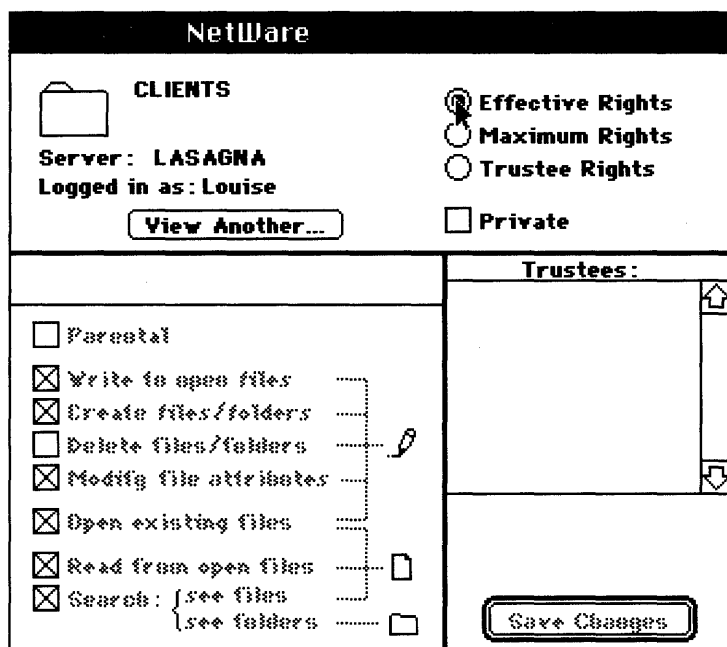 NetWare
CLIENTS
Server: LASAGNA
Logged in as: Louise
View Another...
Effective Rights
Maximum Rights
Trustee Rights
Private
Trustees:
Parental
Write to open files
Create files/folders
Delete files/folders
Modify file attributes
Open existing files
Read from open files
Search: see files
see folders
Save Changes